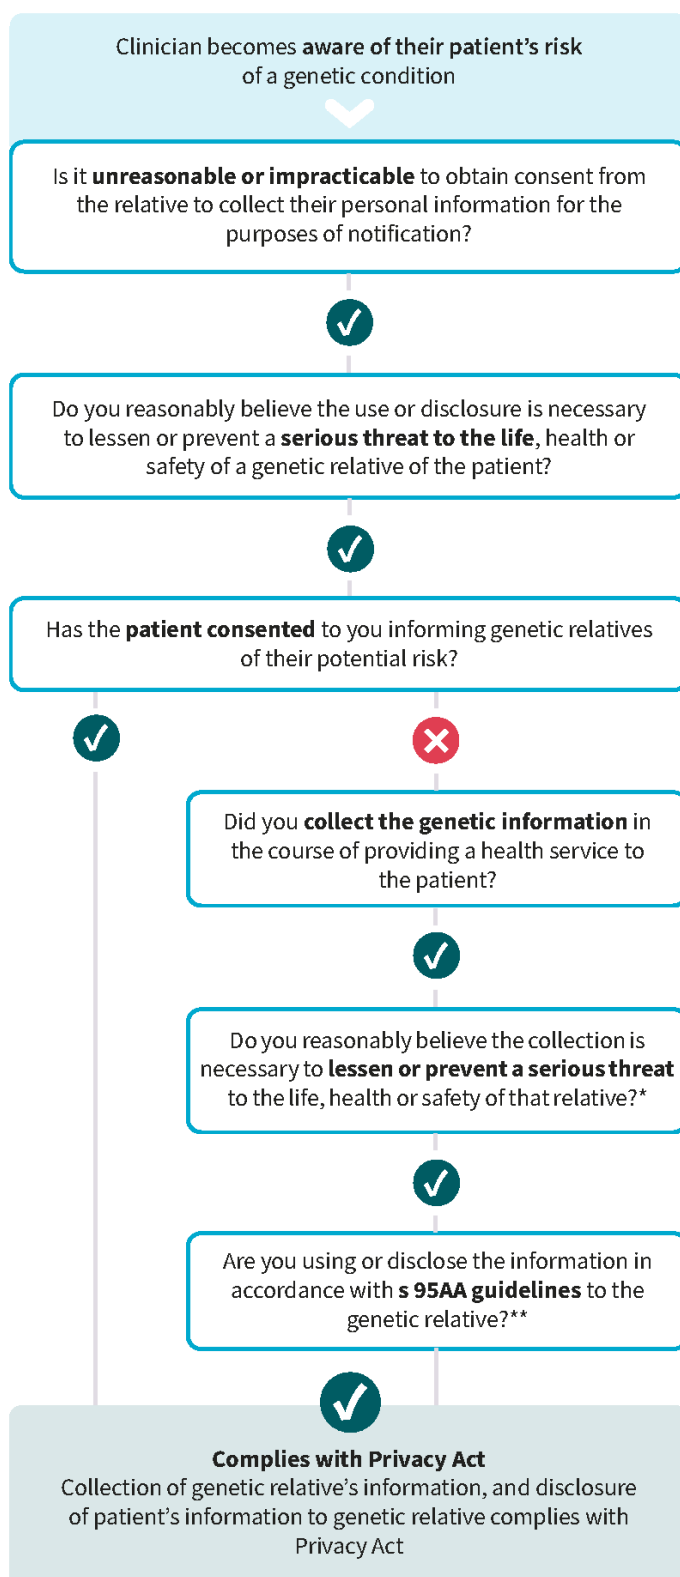 Clinician becomes aware of their patient's risk
of a genetic condition
Is it unreasonable or impracticable to obtain consent from
the relative to collect their personal information for the
purposes of notification?
Do you reasonably believe the use or disclosure is necessary
to lessen or prevent a serious threat to the life, health or
safety of a genetic relative of the patient?
Has the patient consented to you informing genetic relatives
of their potential risk?
Did you collect the genetic information in
the course of providing a health service to
the patient?
Do you reasonably believe the collection is
necessary to lessen or prevent a serious threat
to the life, health or safety of that relative?*
Are you using or disclose the information in
accordance with s 95AA guidelines to the
genetic relative?**
Complies with Privacy Act
Collection of genetic relative's information, and disclosure
of patient's information to genetic relative complies with
Privacy Act